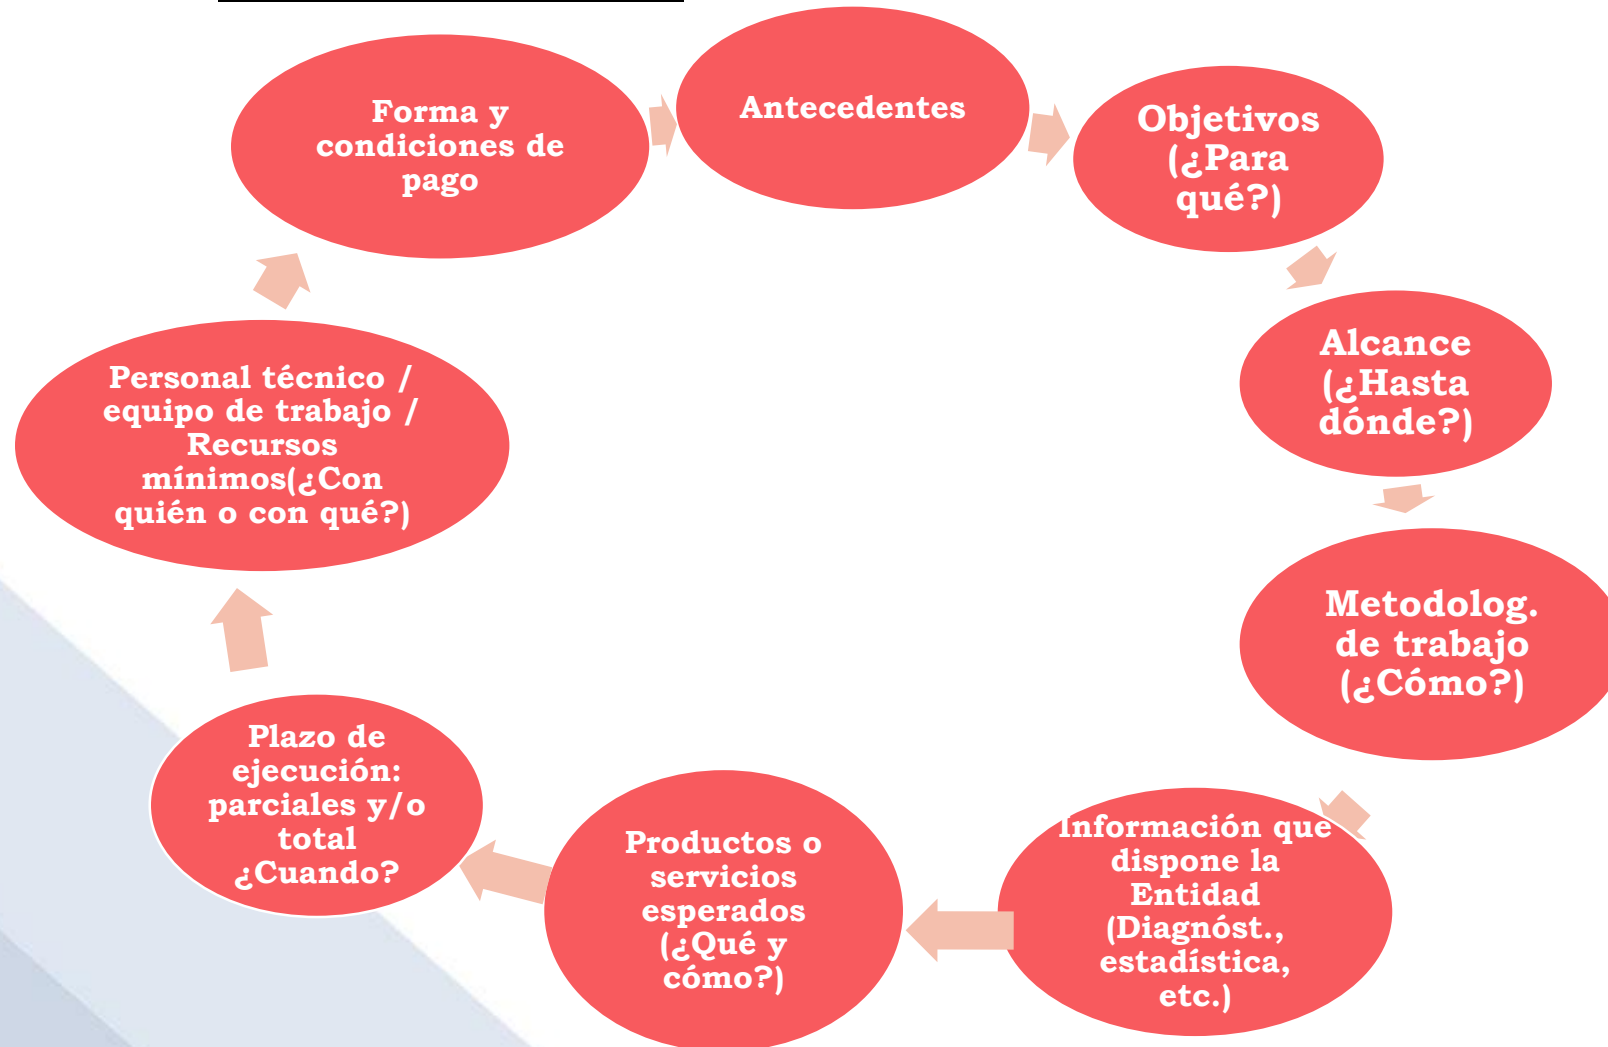 Antecedentes
Objetivos
(¿Para
qué?)
Alcance
(¿Hasta
dónde?)
Metodolog.
de trabajo
(¿Cómo?)
Información que
dispone la
Entidad
(Diagnóst.,
estadística,
etc.)
Productos o
servicios
esperados
(¿Qué y
cómo?)
Plazo de
ejecución:
parciales y/o
total
¿Cuando?
Personal técnico /
equipo de trabajo /
Recursos
mínimos(¿Con
quién o con qué?)
Forma y
condiciones de
pago